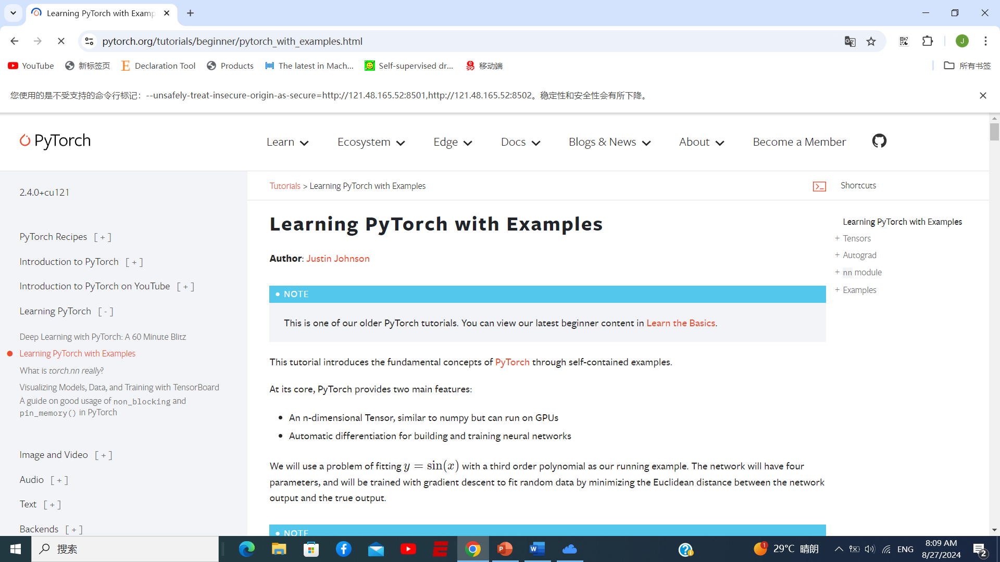 Learning PyTorch with Examp
pytorch.org/tutorials/beginner/pytorch_with_examples.html
J
YouTube 新标签页 Declaration Tool Products The latest in Mach... Self-supervised dr... 移动端 所有书签
您使用的是不受支持的命令行标记：--unsafely-treat-insecure-origin-as-secure=http://121.48.165.52:8501,http://121.48.165.52:8502。稳定性和安全性会有所下降。
PyTorch Learn Ecosystem Edge Docs Blogs & News About Become a Member
2.4.0+cu121
PyTorch Recipes [ + ]
Introduction to PyTorch [ + ]
Introduction to PyTorch on YouTube [ + ]
Learning PyTorch [ - ]
Deep Learning with PyTorch: A 60 Minute Blitz
Learning PyTorch with Examples
What is torch.nn really?
Visualizing Models, Data, and Training with TensorBoard
A guide on good usage of non_blocking and
pin_memory() in PyTorch
Image and Video [ + ]
Audio [ + ]
Text [ + ]
Backends [ + ]
Tutorials > Learning PyTorch with Examples
Shortcuts
Learning PyTorch with Examples
Author: Justin Johnson
NOTE
This is one of our older PyTorch tutorials. You can view our latest beginner content in Learn the Basics.
This tutorial introduces the fundamental concepts of PyTorch through self-contained examples.
At its core, PyTorch provides two main features:
• An n-dimensional Tensor, similar to numpy but can run on GPUs
• Automatic differentiation for building and training neural networks
We will use a problem of fitting y = sin(x) with a third order polynomial as our running example. The network will have four
parameters, and will be trained with gradient descent to fit random data by minimizing the Euclidean distance between the network
output and the true output.
NOTE
Learning PyTorch with Examples
+ Tensors
+ Autograd
+ nn module
+ Examples
搜索
1
29°C 晴朗
ENG
8:09 AM
8/27/2024
2